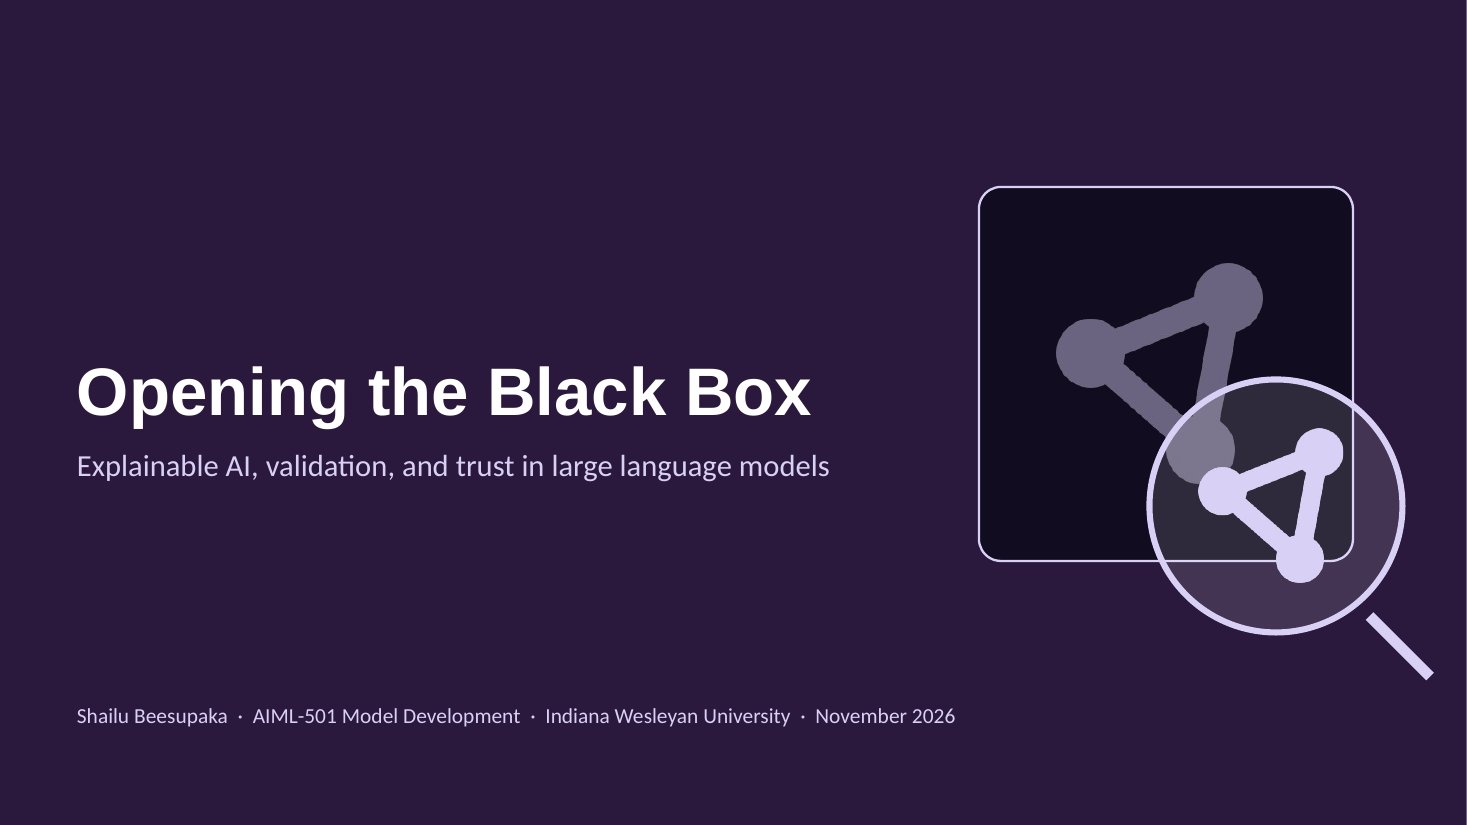 Opening the Black Box
Explainable AI, validation, and trust in large language models
Shailu Beesupaka · AIML-501 Model Development · Indiana Wesleyan University · November 2026